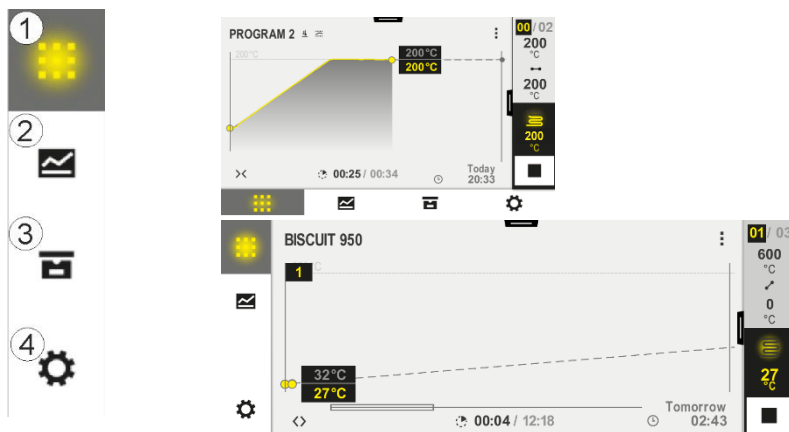 1
2
3
4
PROGRAM 2
200°C
200°C
200°C
00:25 / 00:34
Today
20:33
00 / 02
200
°C
200
°C
200
°C
BISCUIT 950
1
°C
32°C
27°C
00:04 / 12:18
Tomorrow
02:43
01 / 03
600
°C
0
°C
27
°C